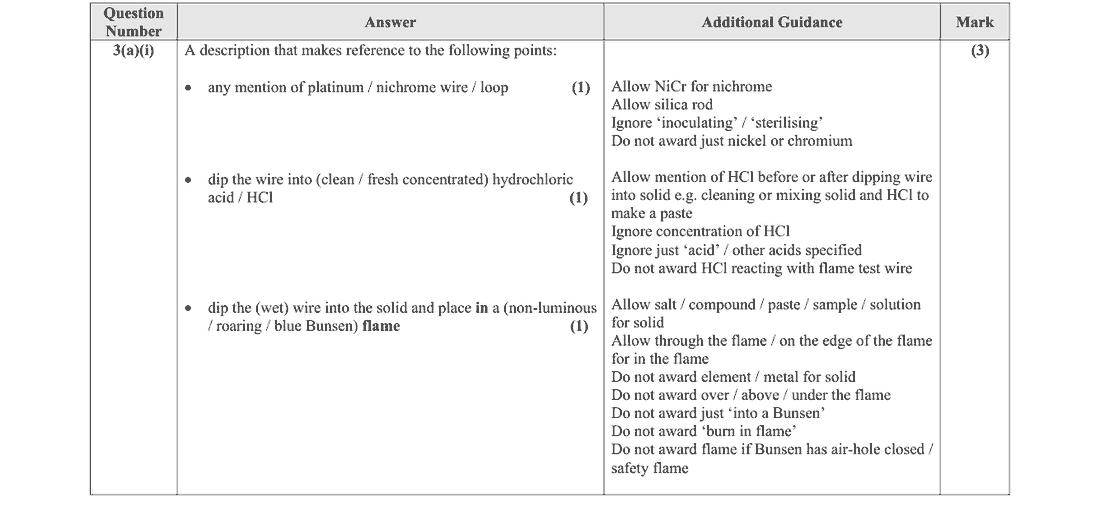 Question Number
Answer
Additional Guidance
Mark
3(a)(i)
A description that makes reference to the following points:
(3)
• any mention of platinum / nichrome wire / loop (1)
Allow NiCr for nichrome
Allow silica rod
Ignore ‘inoculating’ / ‘sterilising’
Do not award just nickel or chromium
• dip the wire into (clean / fresh concentrated) hydrochloric
acid / HCl (1)
Allow mention of HCl before or after dipping wire
into solid e.g. cleaning or mixing solid and HCl to
make a paste
Ignore concentration of HCl
Ignore just ‘acid’ / other acids specified
Do not award HCl reacting with flame test wire
• dip the (wet) wire into the solid and place in a (non-luminous
/ roaring / blue Bunsen) flame (1)
Allow salt / compound / paste / sample / solution
for solid
Allow through the flame / on the edge of the flame
for in the flame
Do not award element / metal for solid
Do not award over / above / under the flame
Do not award just ‘into a Bunsen’
Do not award ‘burn in flame’
Do not award flame if Bunsen has air-hole closed /
safety flame